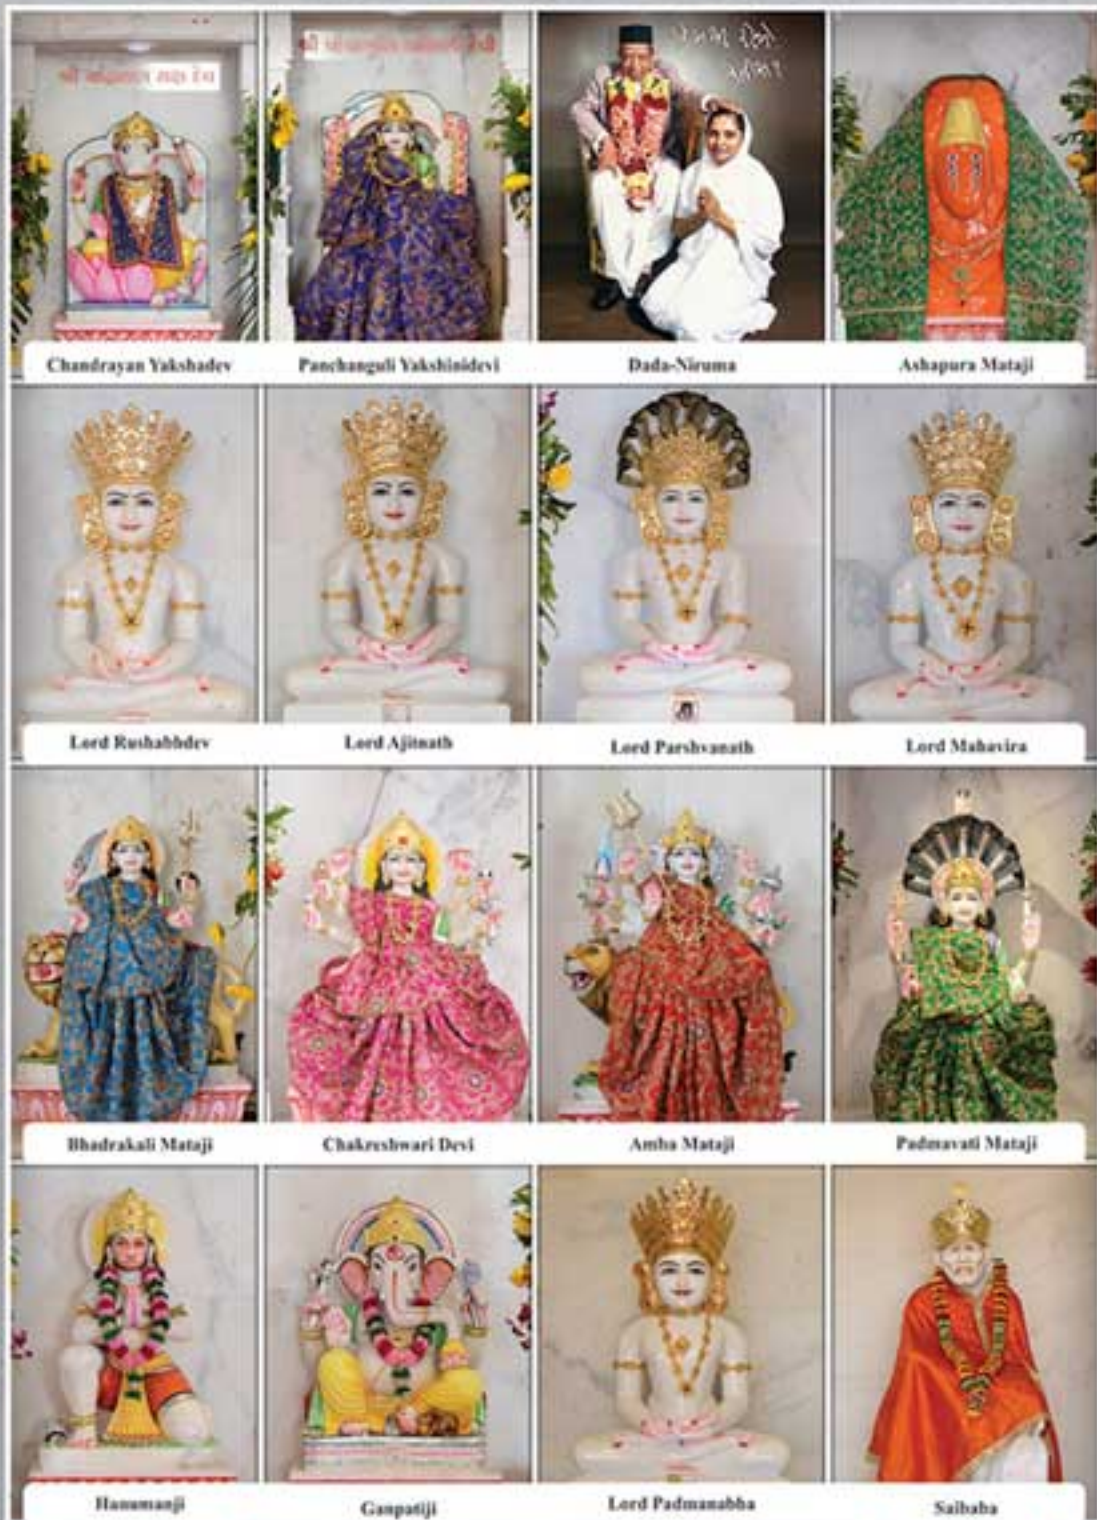 Chandrayan Yakshadev
Panchanguli Yakshinidevi
Dada-Niruma
Ashapura Mataji
Lord Rushabhdev
Lord Ajitnath
Lord Parshvanath
Lord Mahavira
Bhadrakali Mataji
Chakreshwari Devi
Amba Mataji
Padmavati Mataji
Hanumanji
Ganpatiji
Lord Padmanabha
Saibaba